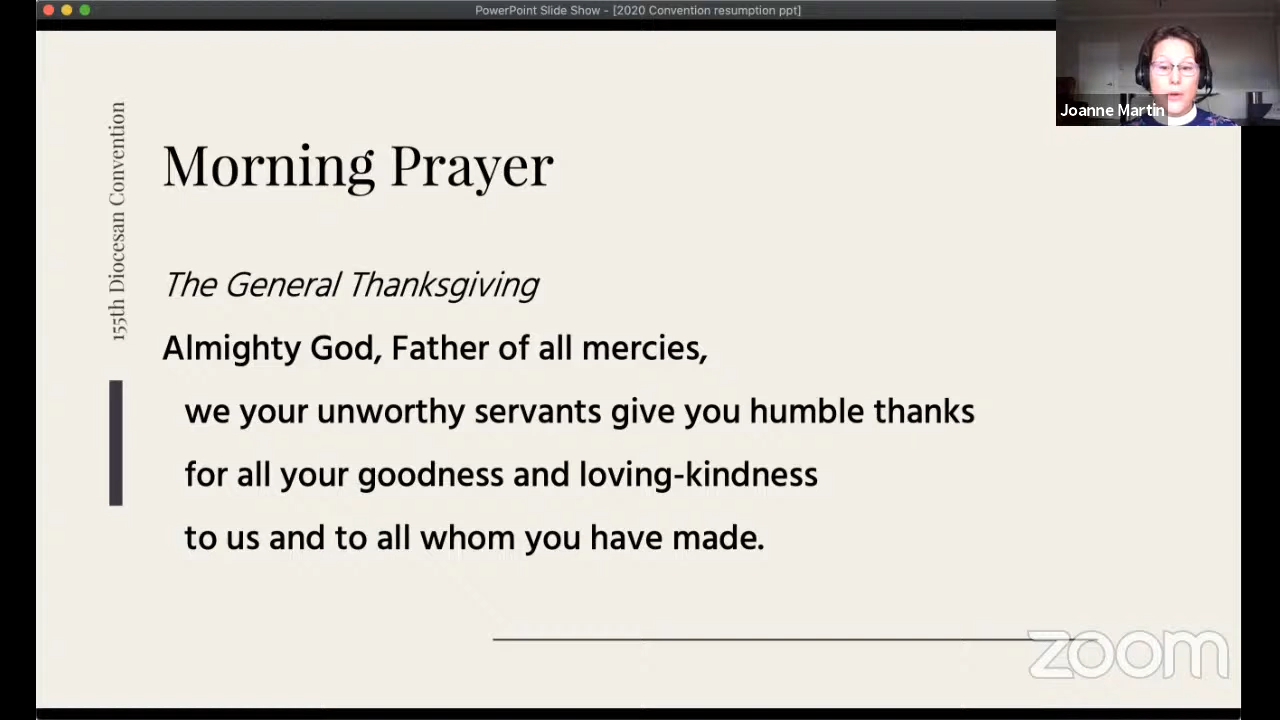 PowerPoint Slide Show - [2020 Convention resumption ppt]
Joanne Martin
155th Diocesan Convention
Morning Prayer
The General Thanksgiving
Almighty God, Father of all mercies,
we your unworthy servants give you humble thanks
for all your goodness and loving-kindness
to us and to all whom you have made.
zoom